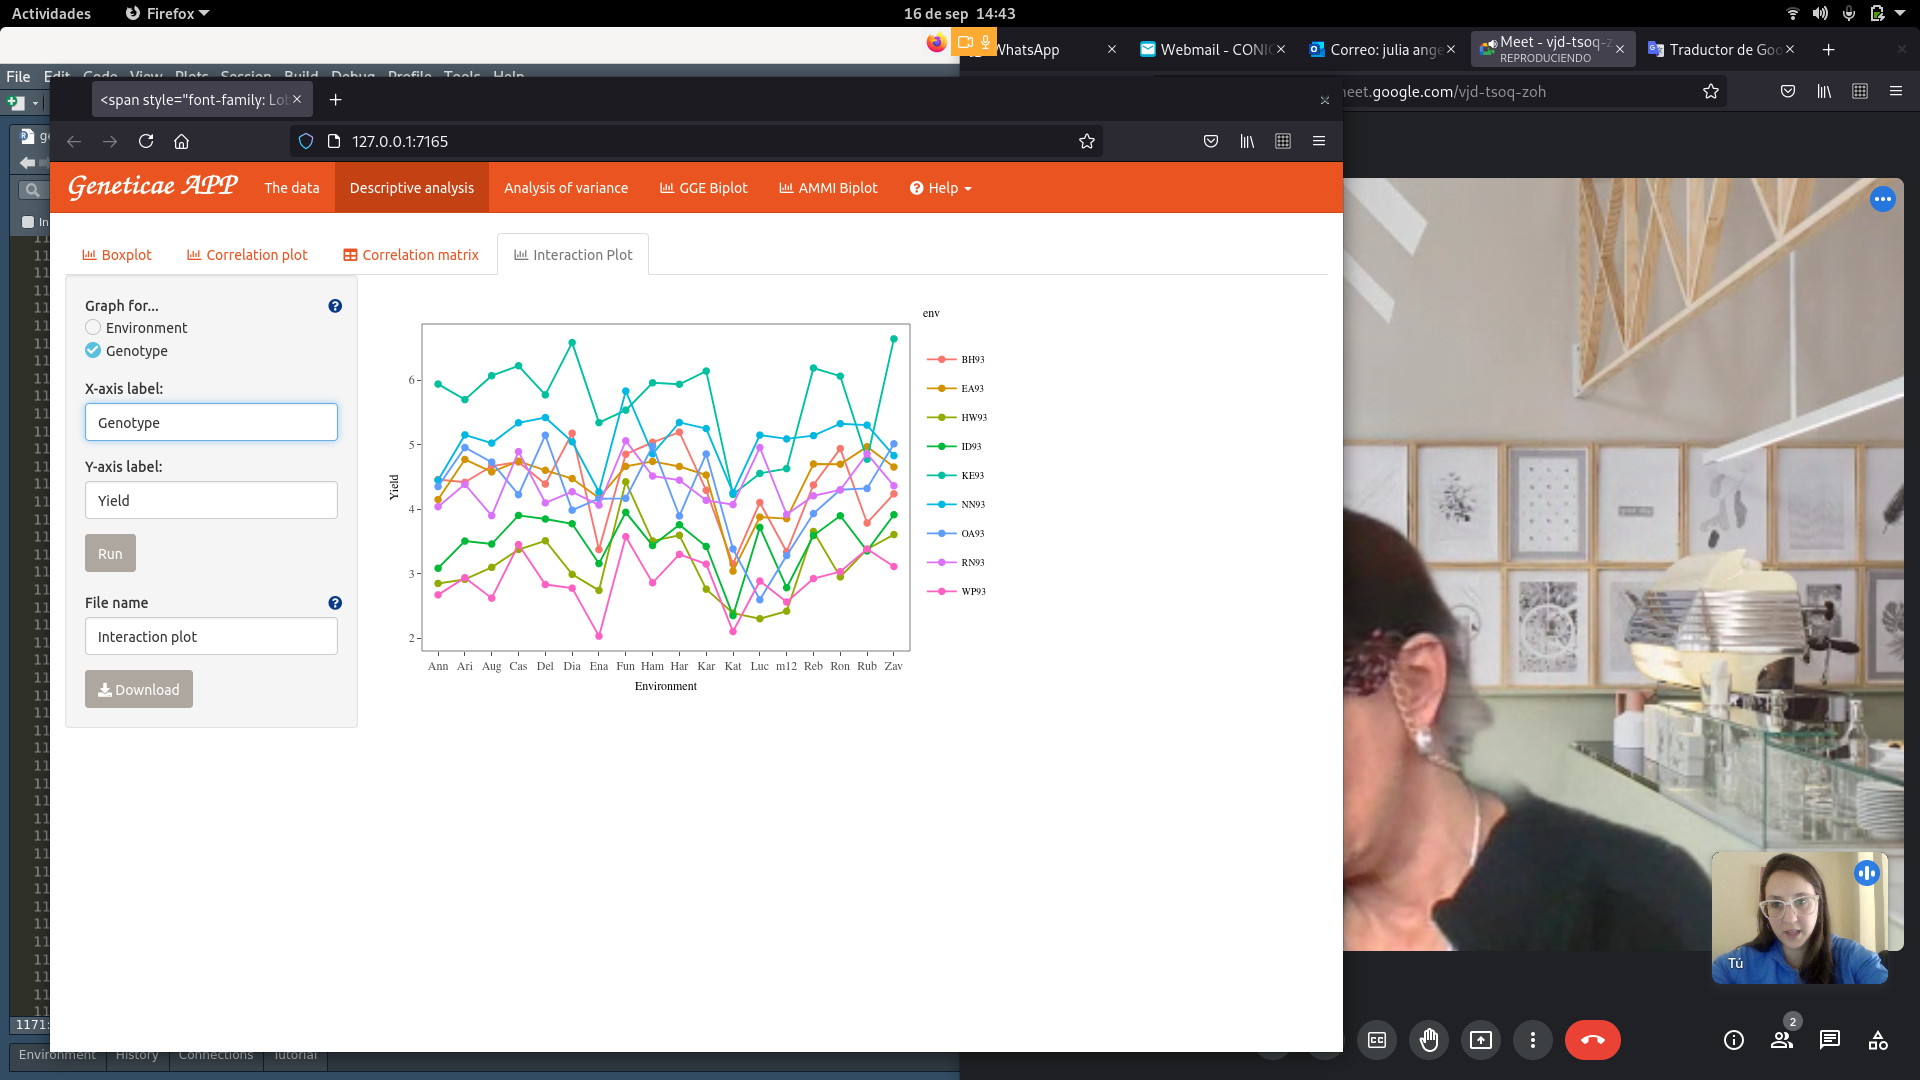 Actividades
Firefox
16 de sep 14:43
WhatsApp
Webmail - CONIC
Correo: julia ange
Meet - vjd-tsoq-z
REPRODUCIENDO
Traductor de Goo
File Edit Code View Plots Session Build Debug Profile Tools Help
<span style="font-family: Lob
eet.google.com/vjd-tsoq-zoh
127.0.0.1:7165
Geneticae APP
The data
Descriptive analysis
Analysis of variance
GGE Biplot
AMMI Biplot
Help
Boxplot
Correlation plot
Correlation matrix
Interaction Plot
Graph for...
Environment
Genotype
X-axis label:
Genotype
Y-axis label:
Yield
Run
File name
Interaction plot
Download
env
BH93
EA93
HW93
ID93
KE93
NN93
OA93
RN93
WP93
6
5
4
3
2
Yield
Ann Ari Aug Cas Del Dia Ena Fun Ham Har Kar Kat Luc m12 Reb Ron Rub Zav
Environment
Tú
2
1171:
Environment History Connections Tutorial